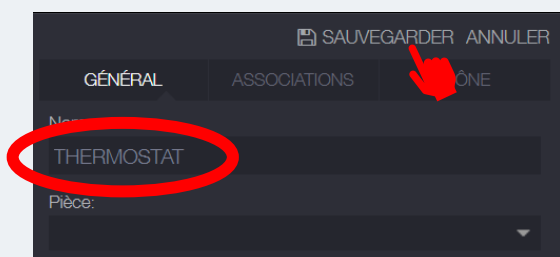 SAUVEGARDER ANNULER
GÉNÉRAL ASSOCIATIONS
THERMOSTAT
Pièce: